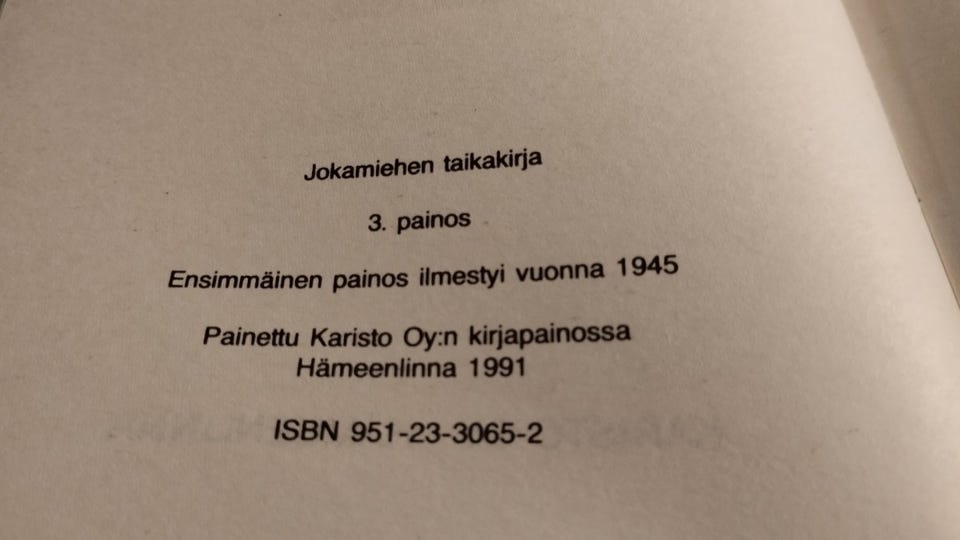 Jokamiehen taikakirja
3. painos
Ensimmäinen painos ilmestyi vuonna 1945
Painettu Karisto Oy:n kirjapainossa
Hämeenlinna 1991
ISBN 951-23-3065-2